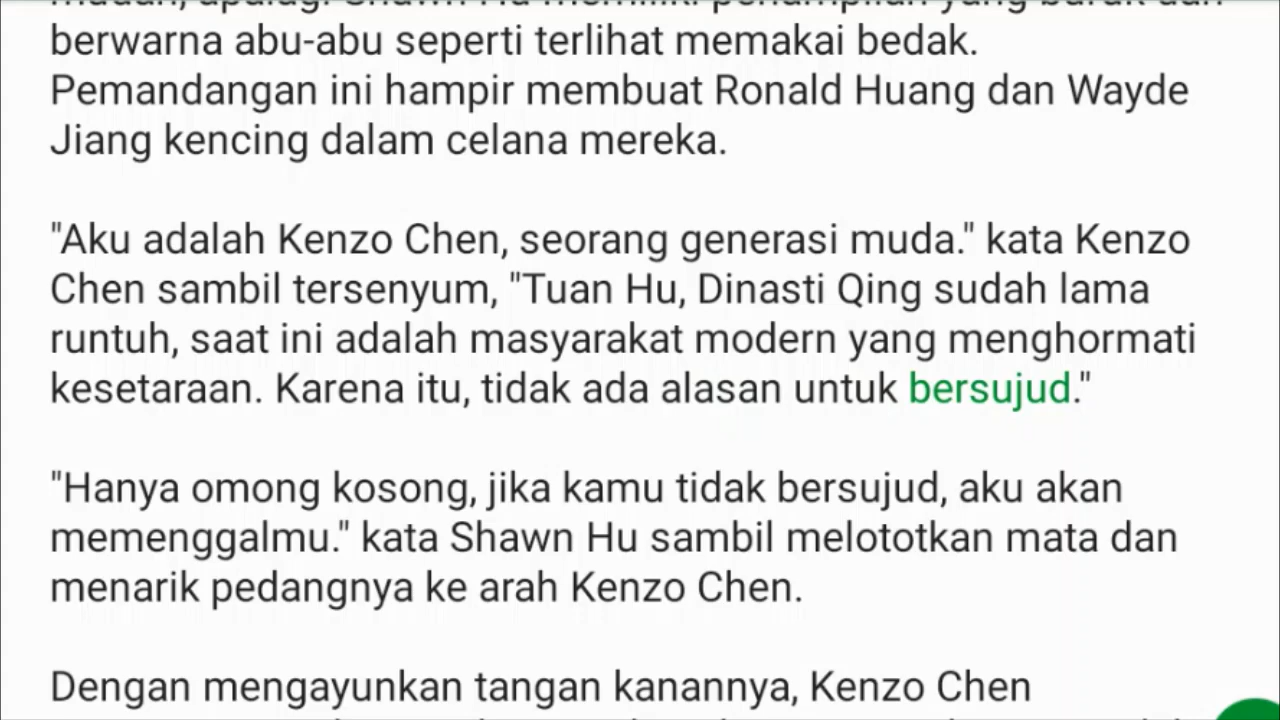 berwarna abu-abu seperti terlihat memakai bedak.
Pemandangan ini hampir membuat Ronald Huang dan Wayde
Jiang kencing dalam celana mereka.
"Aku adalah Kenzo Chen, seorang generasi muda." kata Kenzo
Chen sambil tersenyum, "Tuan Hu, Dinasti Qing sudah lama
runtuh, saat ini adalah masyarakat modern yang menghormati
kesetaraan. Karena itu, tidak ada alasan untuk bersujud."
"Hanya omong kosong, jika kamu tidak bersujud, aku akan
memenggalmu." kata Shawn Hu sambil melototkan mata dan
menarik pedangnya ke arah Kenzo Chen.
Dengan mengayunkan tangan kanannya, Kenzo Chen